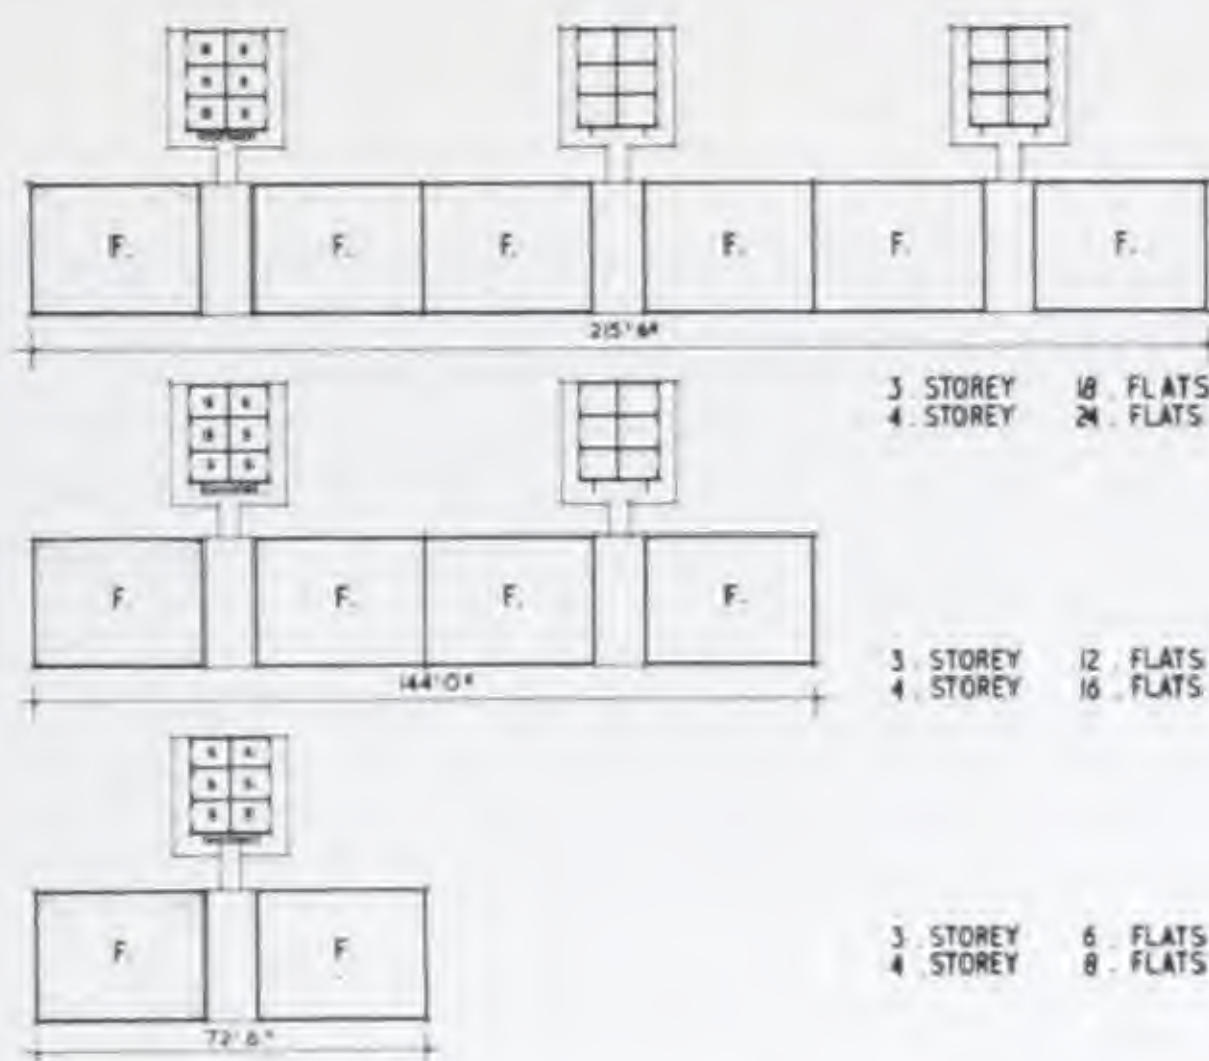 F. F. F. F. F. F.
215'6"
3 . STOREY 18 . FLATS
4 . STOREY 24 . FLATS
F. F. F. F.
144'0"
3 . STOREY 12 . FLATS
4 . STOREY 16 . FLATS
F. F.
3 . STOREY 6 . FLATS
4 . STOREY 8 . FLATS
72'6"